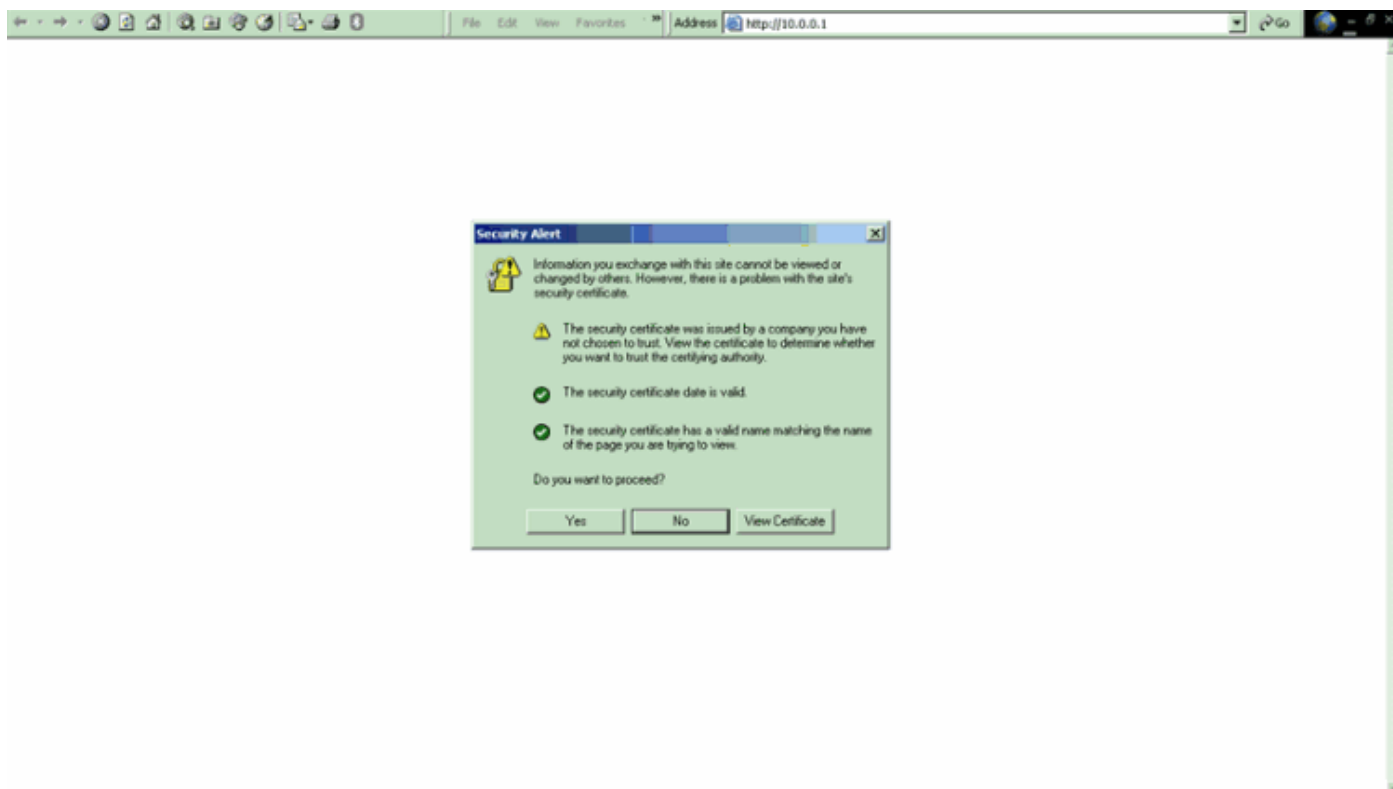 File Edit View Favorites » Address http://10.0.0.1 Go
Security Alert
Information you exchange with this site cannot be viewed or
changed by others. However, there is a problem with the site's
security certificate.
The security certificate was issued by a company you have
not chosen to trust. View the certificate to determine whether
you want to trust the certifying authority.
The security certificate date is valid.
The security certificate has a valid name matching the name
of the page you are trying to view.
Do you want to proceed?
Yes No View Certificate